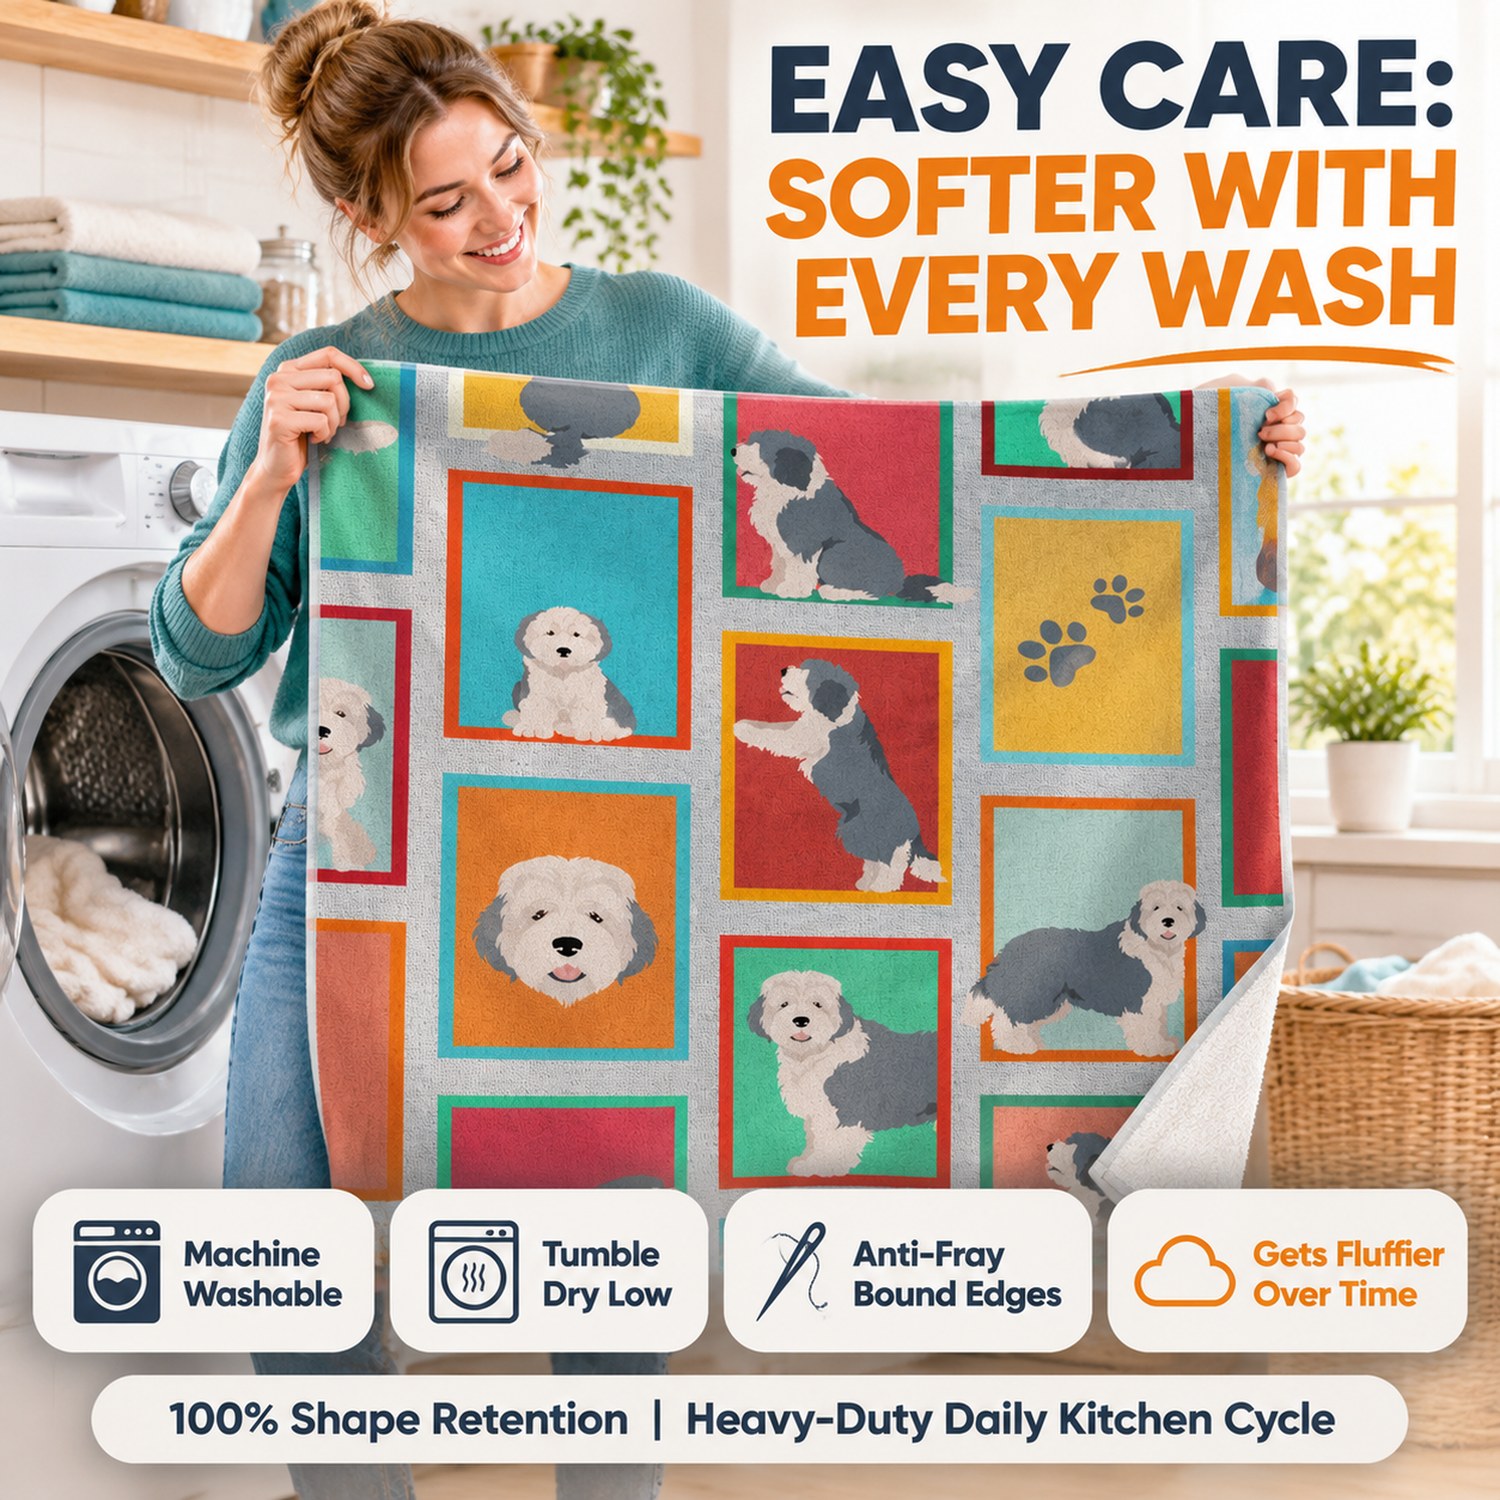 EASY CARE:
SOFTER WITH
EVERY WASH
Machine
Washable
Tumble
Dry Low
Anti-Fray
Bound Edges
Gets Fluffier
Over Time
100% Shape Retention | Heavy-Duty Daily Kitchen Cycle